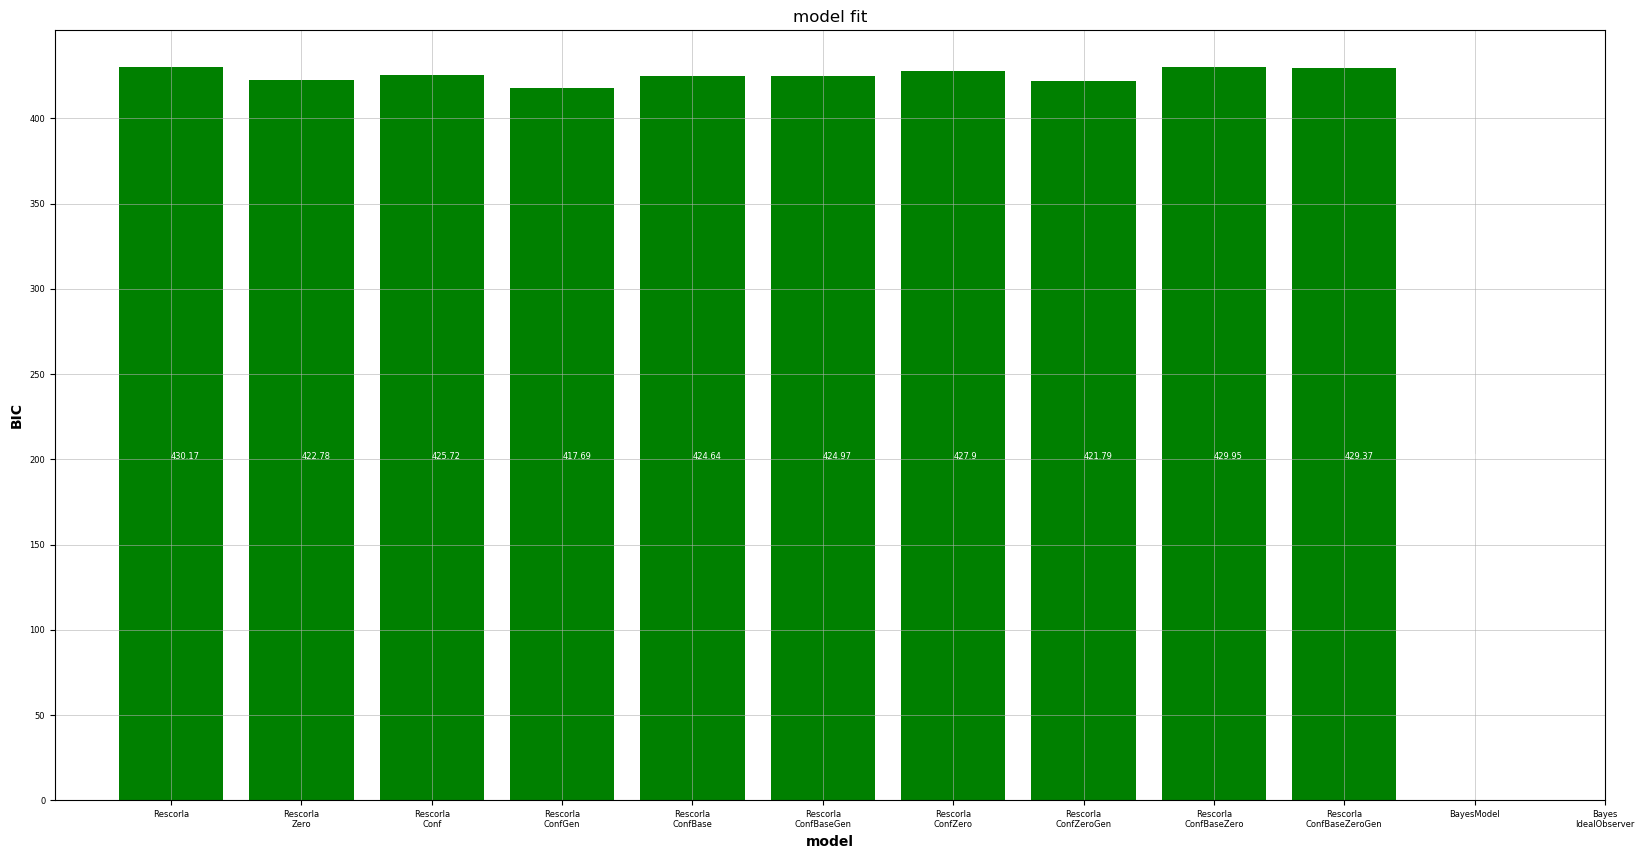 model fit
BIC
400
350
300
250
200
150
100
50
0
430.17
422.78
425.72
417.69
424.64
424.97
427.9
421.79
429.95
429.37
Rescorla
Rescorla
Zero
Rescorla
Conf
Rescorla
ConfGen
Rescorla
ConfBase
Rescorla
ConfBaseGen
Rescorla
ConfZero
Rescorla
ConfZeroGen
Rescorla
ConfBaseZero
Rescorla
ConfBaseZeroGen
BayesModel
Bayes
IdealObserver
model